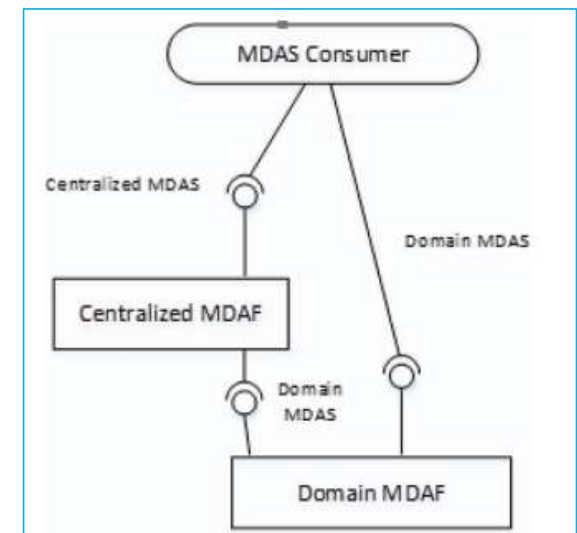 MDAS Consumer
Centralized MDAS
Domain MDAS
Centralized MDAF
Domain
MDAS
Domain MDAF